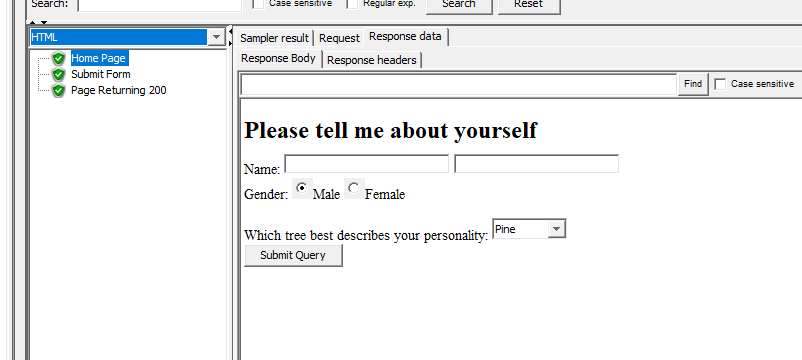 Search: Case sensitive Regular exp. Search Reset
HTML
Home Page
Submit Form
Page Returning 200
Sampler result Request Response data
Response Body Response headers
Find Case sensitive
Please tell me about yourself
Name:
Gender: Male Female
Which tree best describes your personality: Pine
Submit Query